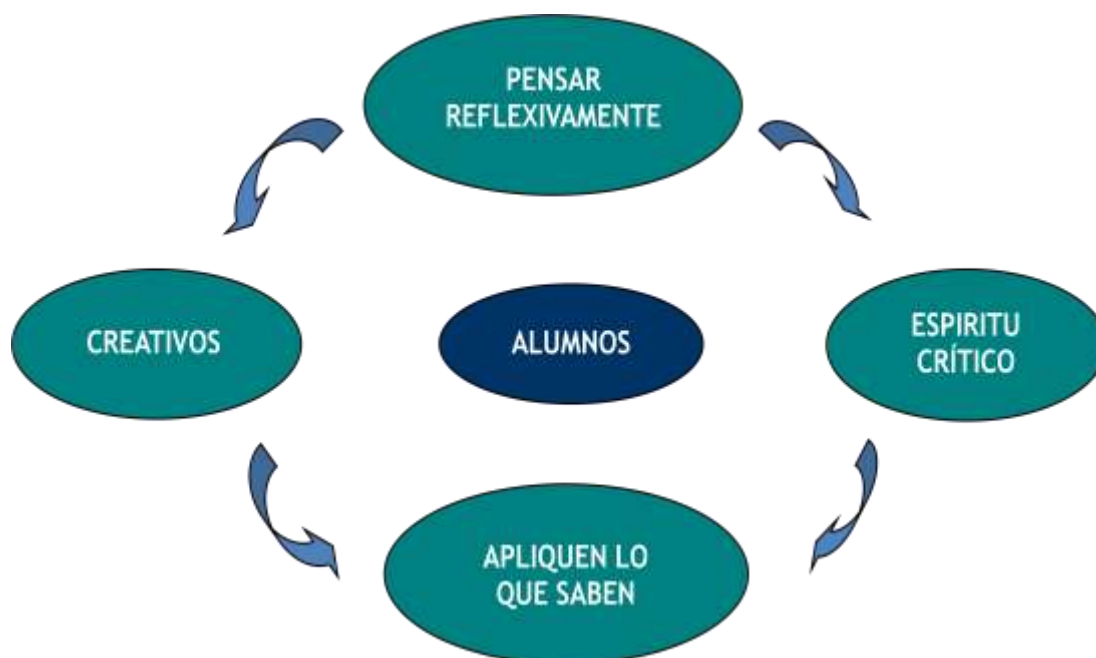 PENSAR
REFLEXIVAMENTE
CREATIVOS
ALUMNOS
ESPIRITU
CRÍTICO
APLIQUEN LO
QUE SABEN